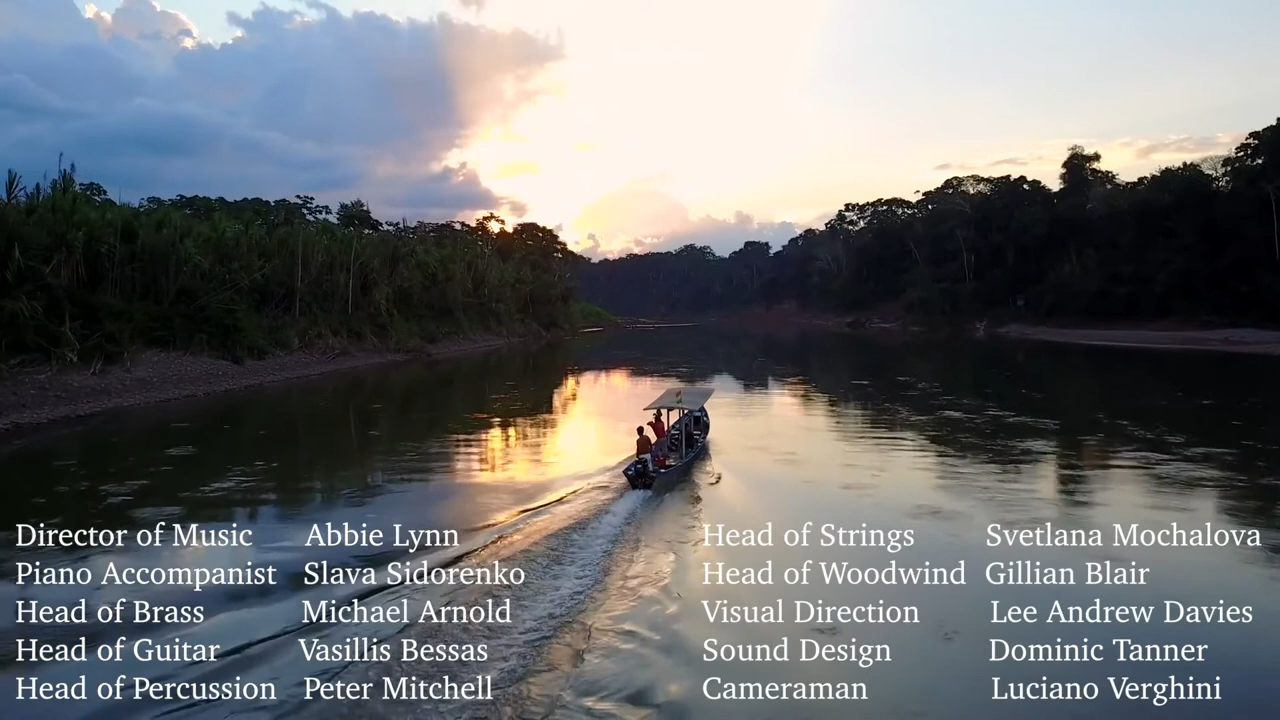 Director of Music Abbie Lynn
Piano Accompanist Slava Sidorenko
Head of Brass Michael Arnold
Head of Guitar Vasillis Bessas
Head of Percussion Peter Mitchell
Head of Strings Svetlana Mochalova
Head of Woodwind Gillian Blair
Visual Direction Lee Andrew Davies
Sound Design Dominic Tanner
Cameraman Luciano Verghini